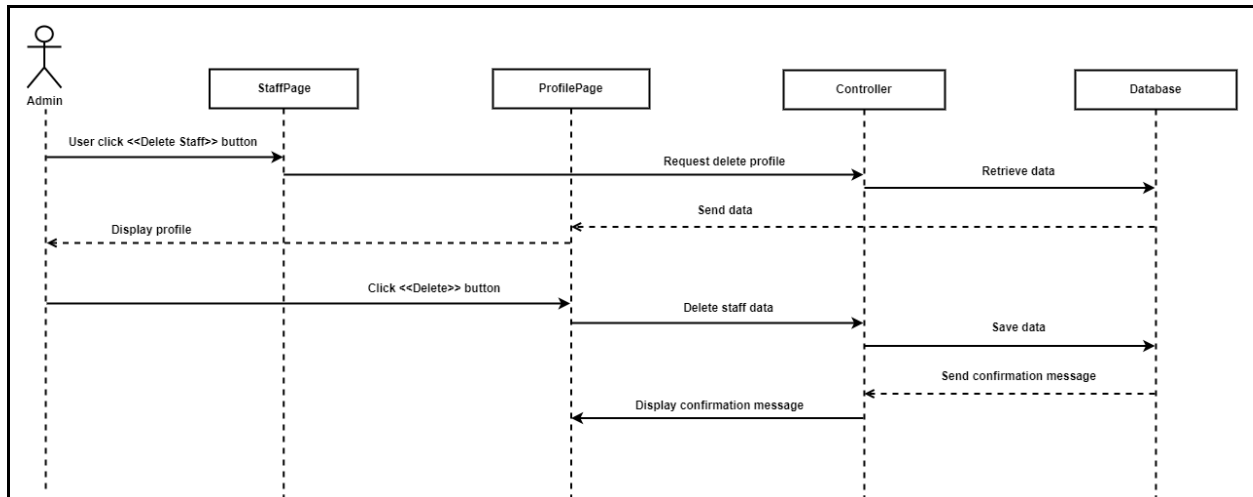 Admin
StaffPage
ProfilePage
Controller
Database
User click <<Delete Staff>> button
Request delete profile
Retrieve data
Send data
Display profile
Click <<Delete>> button
Delete staff data
Save data
Send confirmation message
Display confirmation message